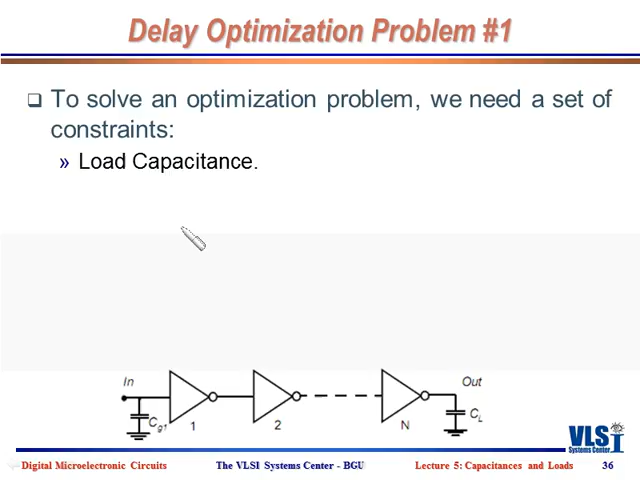 Delay Optimization Problem #1
To solve an optimization problem, we need a set of
constraints:
» Load Capacitance.
In
Out
Cg1
1
2
N
CL
VLSI
Systems Center
Digital Microelectronic Circuits
The VLSI Systems Center - BGU
Lecture 5: Capacitances and Loads
36